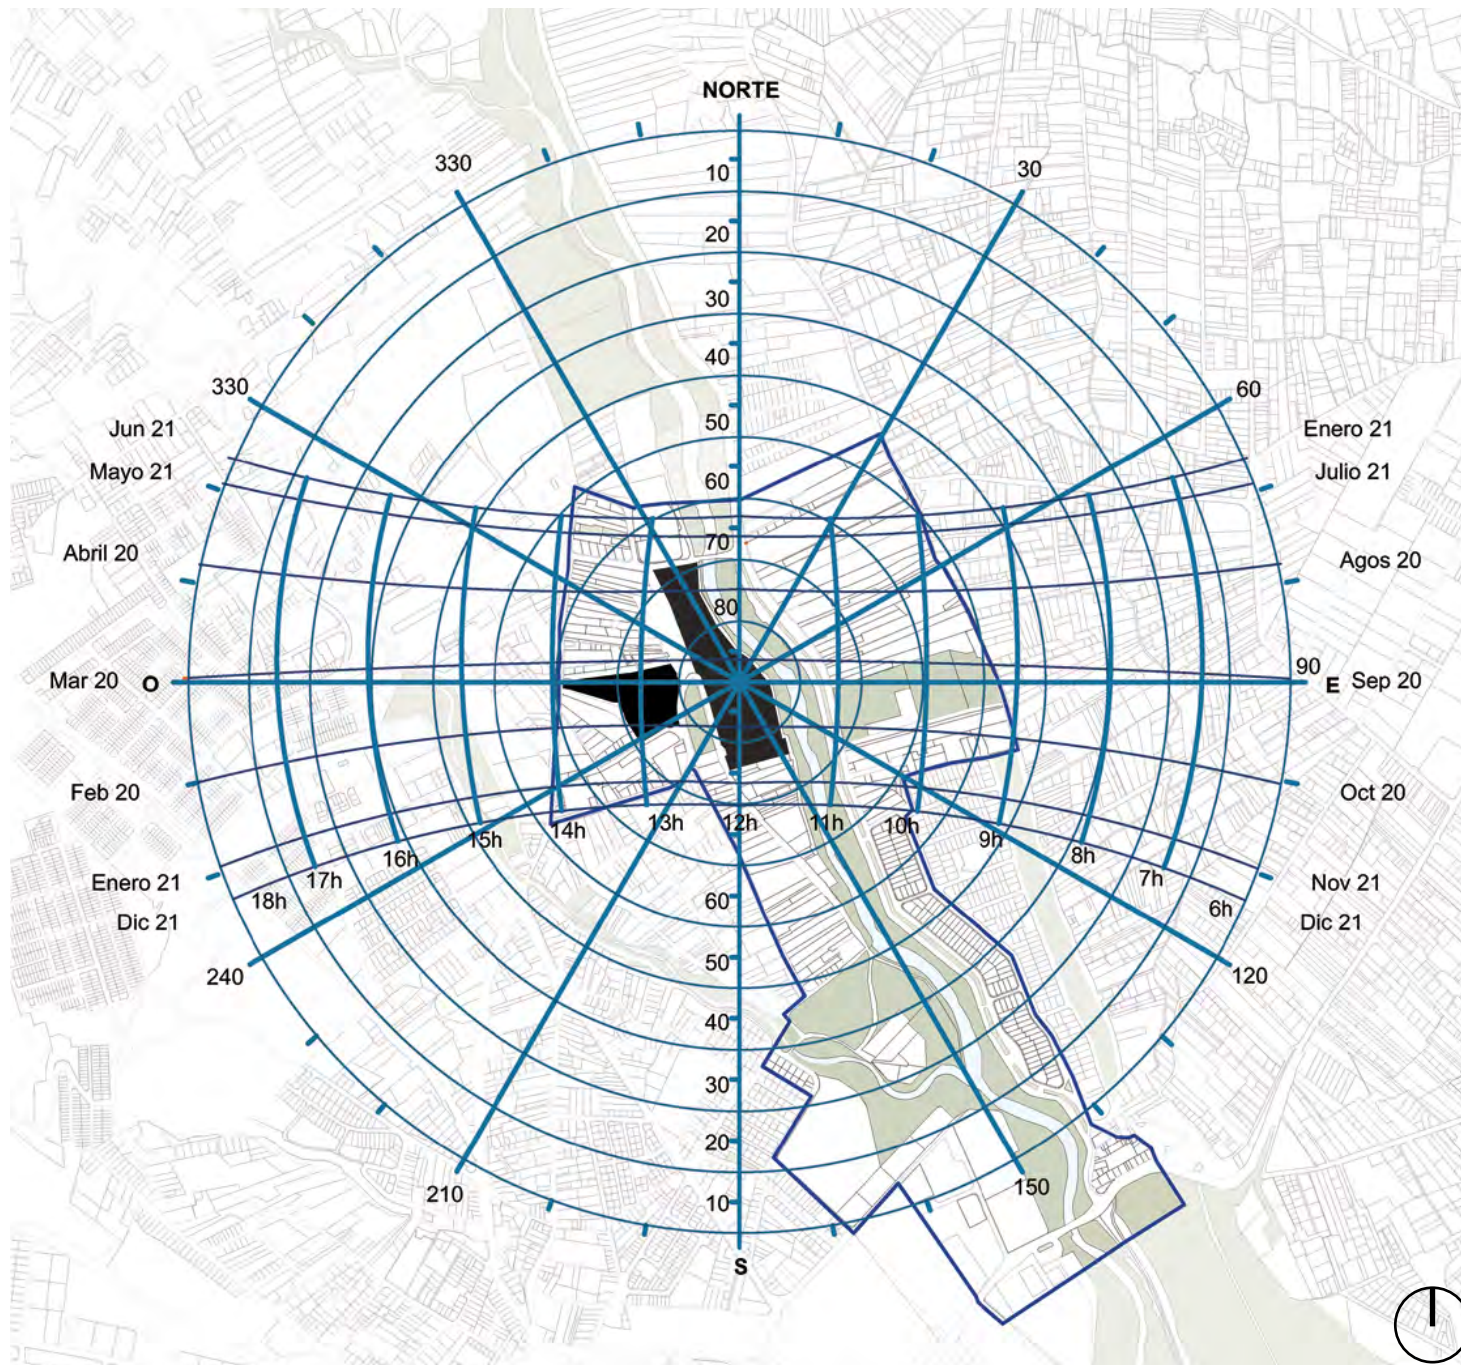 NORTE
330
30
10
20
30
40
330
60
50
Jun 21
Enero 21
Mayo 21
Julio 21
60
70
Abril 20
Agos 20
80
90
Mar 20
O
E
Sep 20
Feb 20
Oct 20
15h
14h
13h
12h
11h
10h
9h
16h
8h
17h
7h
Enero 21
Nov 21
18h
6h
Dic 21
Dic 21
60
240
50
120
40
30
20
210
150
10
S